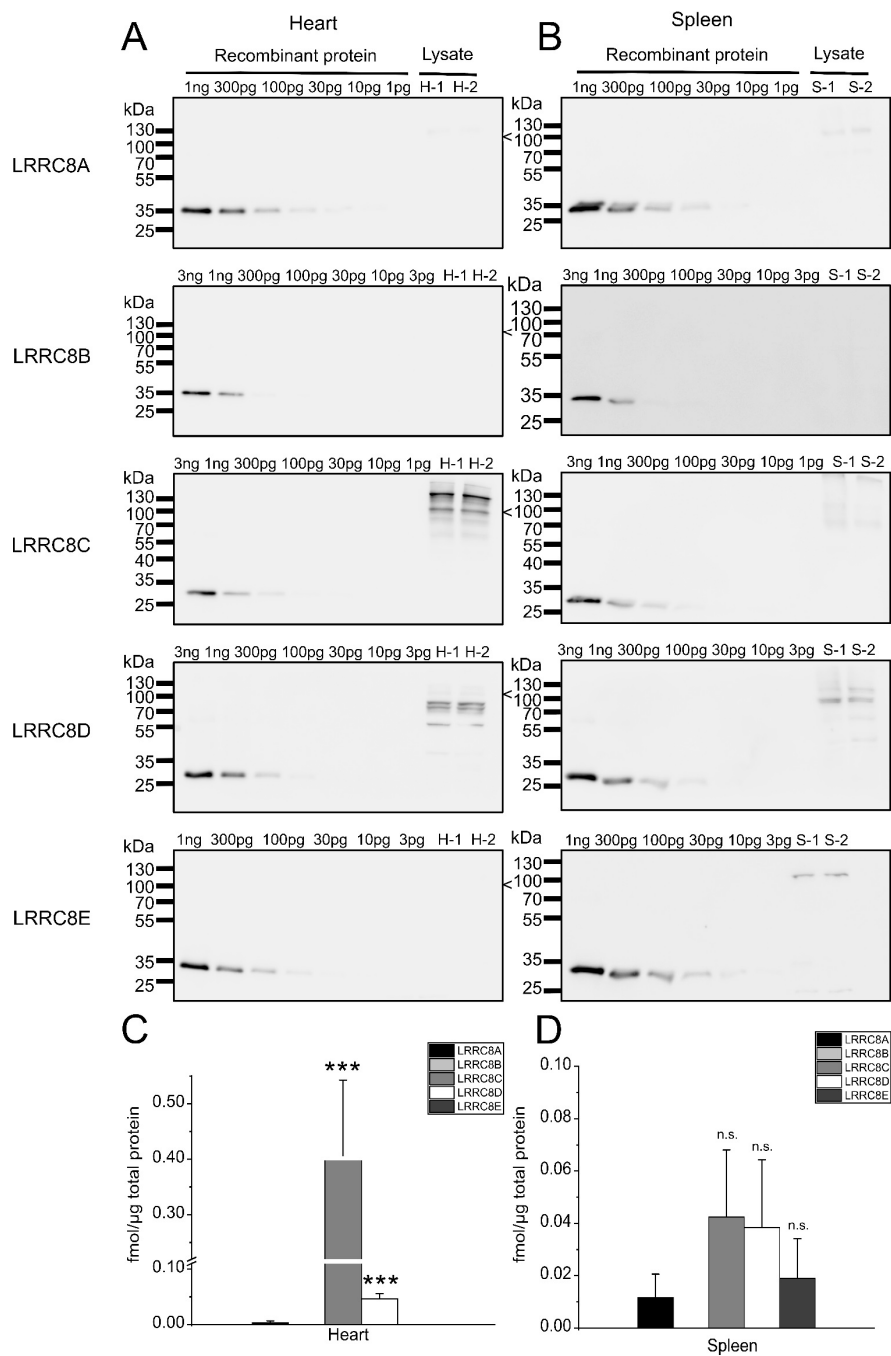 A Heart
Recombinant protein Lysate
1ng 300pg 100pg 30pg 10pg 1pg H-1 H-2
LRRC8A
kDa
130
100
70
55
35
25
<
B Spleen
Recombinant protein Lysate
1ng 300pg 100pg 30pg 10pg 1pg S-1 S-2
kDa
130
100
70
55
35
25
LRRC8B
3ng 1ng 300pg 100pg 30pg 10pg 3pg H-1 H-2
kDa
130
100
70
55
35
25
<
3ng 1ng 300pg 100pg 30pg 10pg 3pg S-1 S-2
kDa
130
100
70
55
35
25
LRRC8C
3ng 1ng 300pg 100pg 30pg 10pg 1pg H-1 H-2
kDa
130
100
70
55
40
35
25
<
3ng 1ng 300pg 100pg 30pg 10pg 1pg S-1 S-2
kDa
130
100
70
55
40
35
25
LRRC8D
3ng 1ng 300pg 100pg 30pg 10pg 3pg H-1 H-2
kDa
130
100
70
55
35
25
<
3ng 1ng 300pg 100pg 30pg 10pg 3pg S-1 S-2
kDa
130
100
70
55
35
25
LRRC8E
1ng 300pg 100pg 30pg 10pg 3pg H-1 H-2
kDa
130
100
70
55
35
25
<
1ng 300pg 100pg 30pg 10pg 3pg S-1 S-2
kDa
130
100
70
55
35
25
C
LRRC8A
LRRC8B
LRRC8C
LRRC8D
LRRC8E
fmol/µg total protein
0.50
0.40
0.30
0.10
0.00
***
***
Heart
D
LRRC8A
LRRC8B
LRRC8C
LRRC8D
LRRC8E
fmol/µg total protein
0.10
0.08
0.06
0.04
0.02
0.00
n.s.
n.s.
n.s.
Spleen